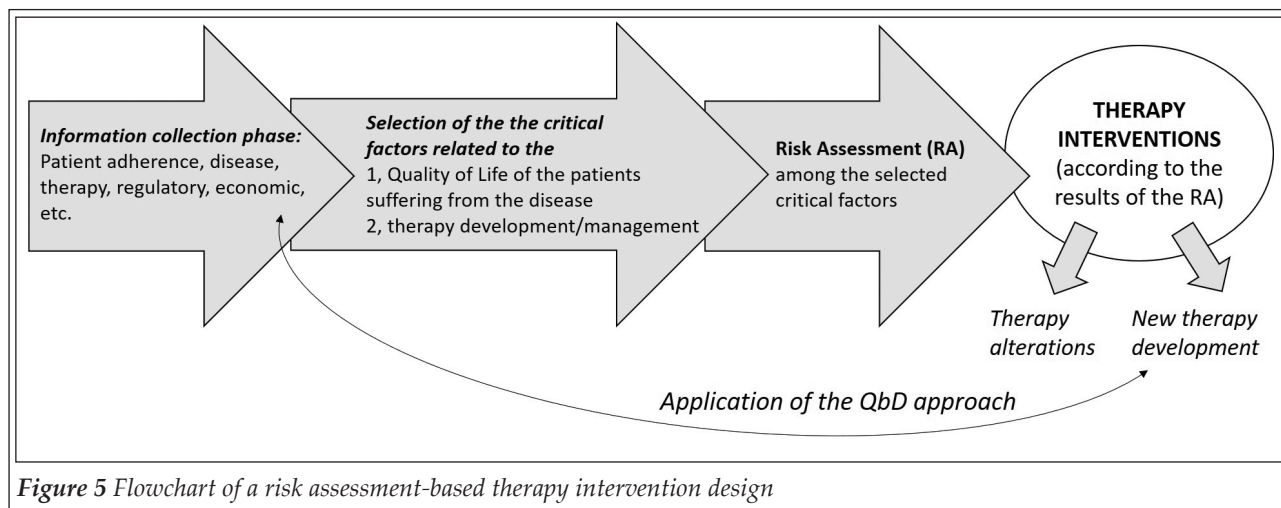 Information collection phase:
Patient adherence, disease,
therapy, regulatory, economic,
etc.
Selection of the the critical
factors related to the
1, Quality of Life of the patients
suffering from the disease
2, therapy development/management
Risk Assessment (RA)
among the selected
critical factors
THERAPY
INTERVENTIONS
(according to the
results of the RA)
Therapy
alterations
New therapy
development
Application of the QbD approach
Figure 5 Flowchart of a risk assessment-based therapy intervention design